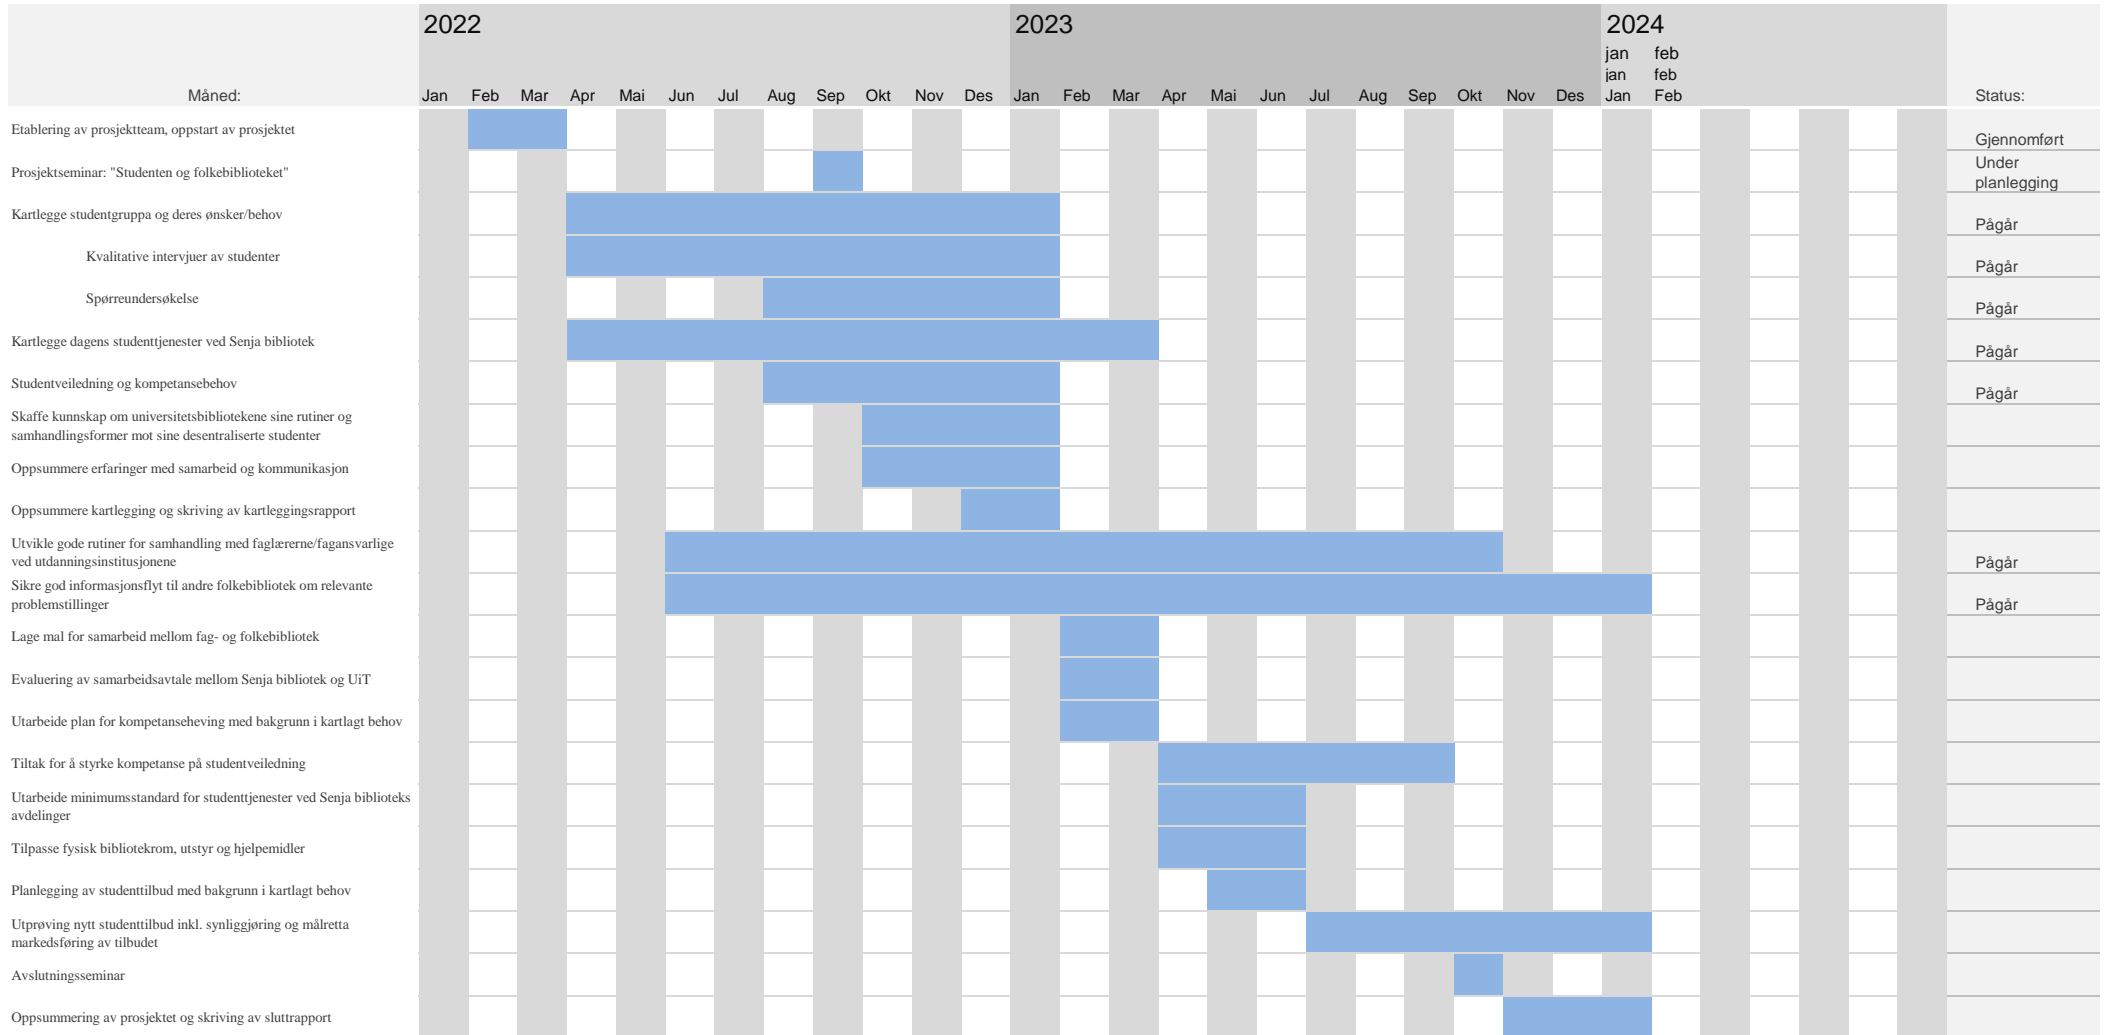 2022 2023 2024
jan feb
jan feb
Måned: Jan Feb Mar Apr Mai Jun Jul Aug Sep Okt Nov Des Jan Feb Mar Apr Mai Jun Jul Aug Sep Okt Nov Des Jan Feb Status:
Etablering av prosjektteam, oppstart av prosjektet
Gjennomført
Prosjektseminar: "Studenten og folkebiblioteket"
Under
planlegging
Kartlegge studentgruppa og deres ønsker/behov
Pågår
Kvalitative intervjuer av studenter
Pågår
Spørreundersøkelse
Pågår
Kartlegge dagens studenttjenester ved Senja bibliotek
Pågår
Studentveiledning og kompetansebehov
Pågår
Skaffe kunnskap om universitetsbibliotekene sine rutiner og
samhandlingsformer mot sine desentraliserte studenter
Oppsummere erfaringer med samarbeid og kommunikasjon
Oppsummere kartlegging og skriving av kartleggingsrapport
Utvikle gode rutiner for samhandling med faglærerne/fagansvarlige
ved utdanningsinstitusjonene
Pågår
Sikre god informasjonsflyt til andre folkebibliotek om relevante
problemstillinger
Pågår
Lage mal for samarbeid mellom fag- og folkebibliotek
Evaluering av samarbeidsavtale mellom Senja bibliotek og UiT
Utarbeide plan for kompetanseheving med bakgrunn i kartlagt behov
Tiltak for å styrke kompetanse på studentveiledning
Utarbeide minimumsstandard for studenttjenester ved Senja biblioteks
avdelinger
Tilpasse fysisk bibliotekrom, utstyr og hjelpemidler
Planlegging av studenttilbud med bakgrunn i kartlagt behov
Utprøving nytt studenttilbud inkl. synliggjøring og målretta
markedsføring av tilbudet
Avslutningsseminar
Oppsummering av prosjektet og skriving av sluttrapport